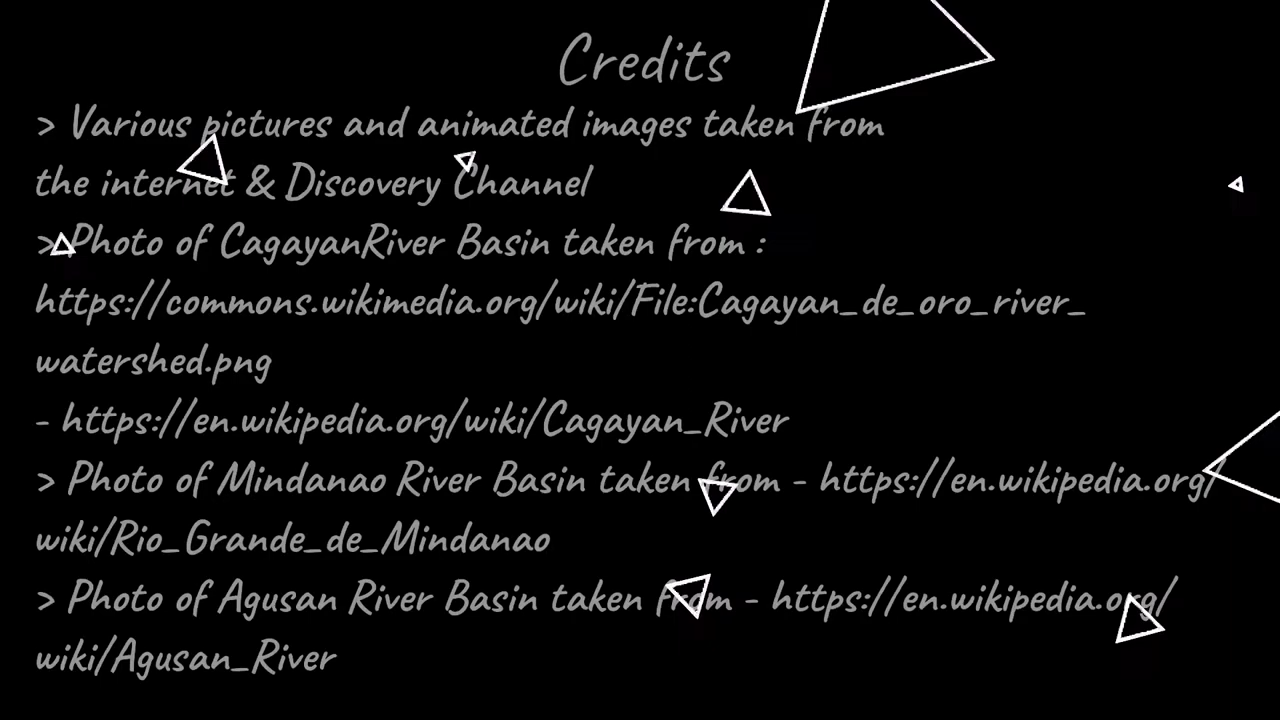 Credits
> Various pictures and animated images taken from
the internet & Discovery Channel
> Photo of CagayanRiver Basin taken from :
https://commons.wikimedia.org/wiki/File:Cagayan_de_oro_river_
watershed.png
- https://en.wikipedia.org/wiki/Cagayan_River
> Photo of Mindanao River Basin taken from - https://en.wikipedia.org/
wiki/Rio_Grande_de_Mindanao
> Photo of Agusan River Basin taken from - https://en.wikipedia.org/
wiki/Agusan_River